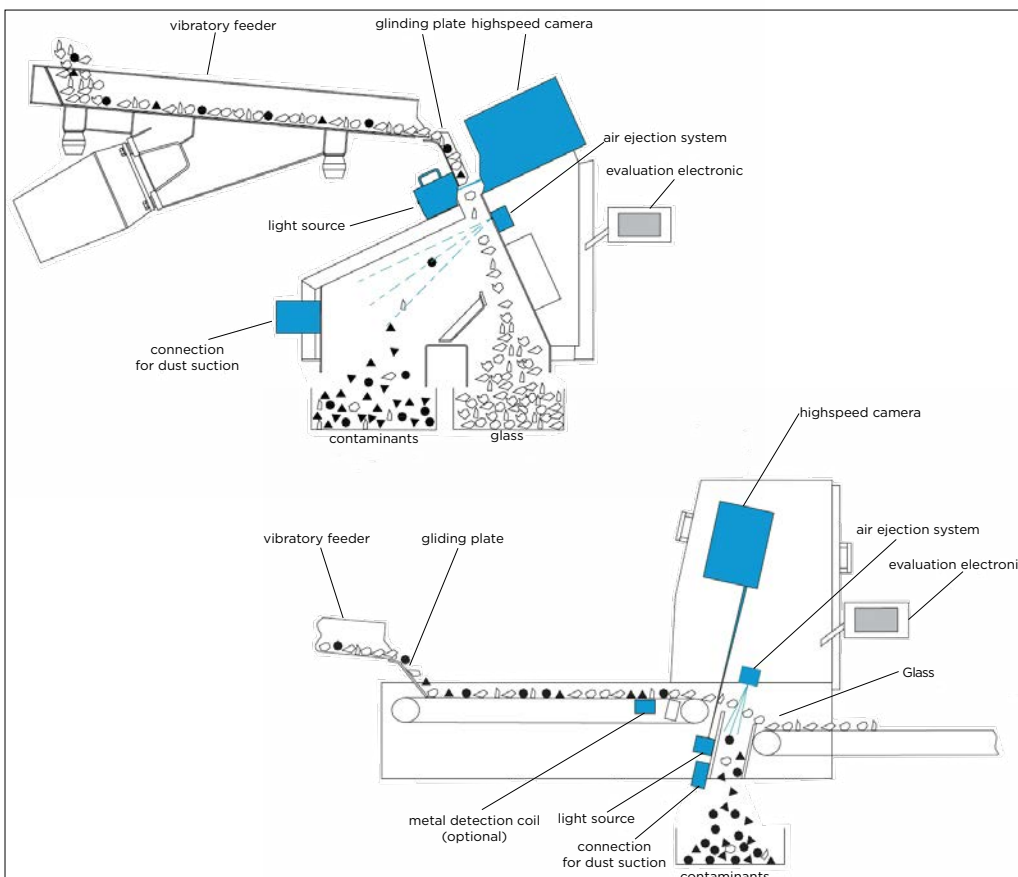 vibratory feeder
glinding plate
highspeed camera
air ejection system
evaluation electronic
light source
connection
for dust suction
contaminants
glass
highspeed camera
air ejection system
vibratory feeder
gliding plate
evaluation electroni
Glass
metal detection coil
(optional)
light source
connection
for dust suction
contaminants